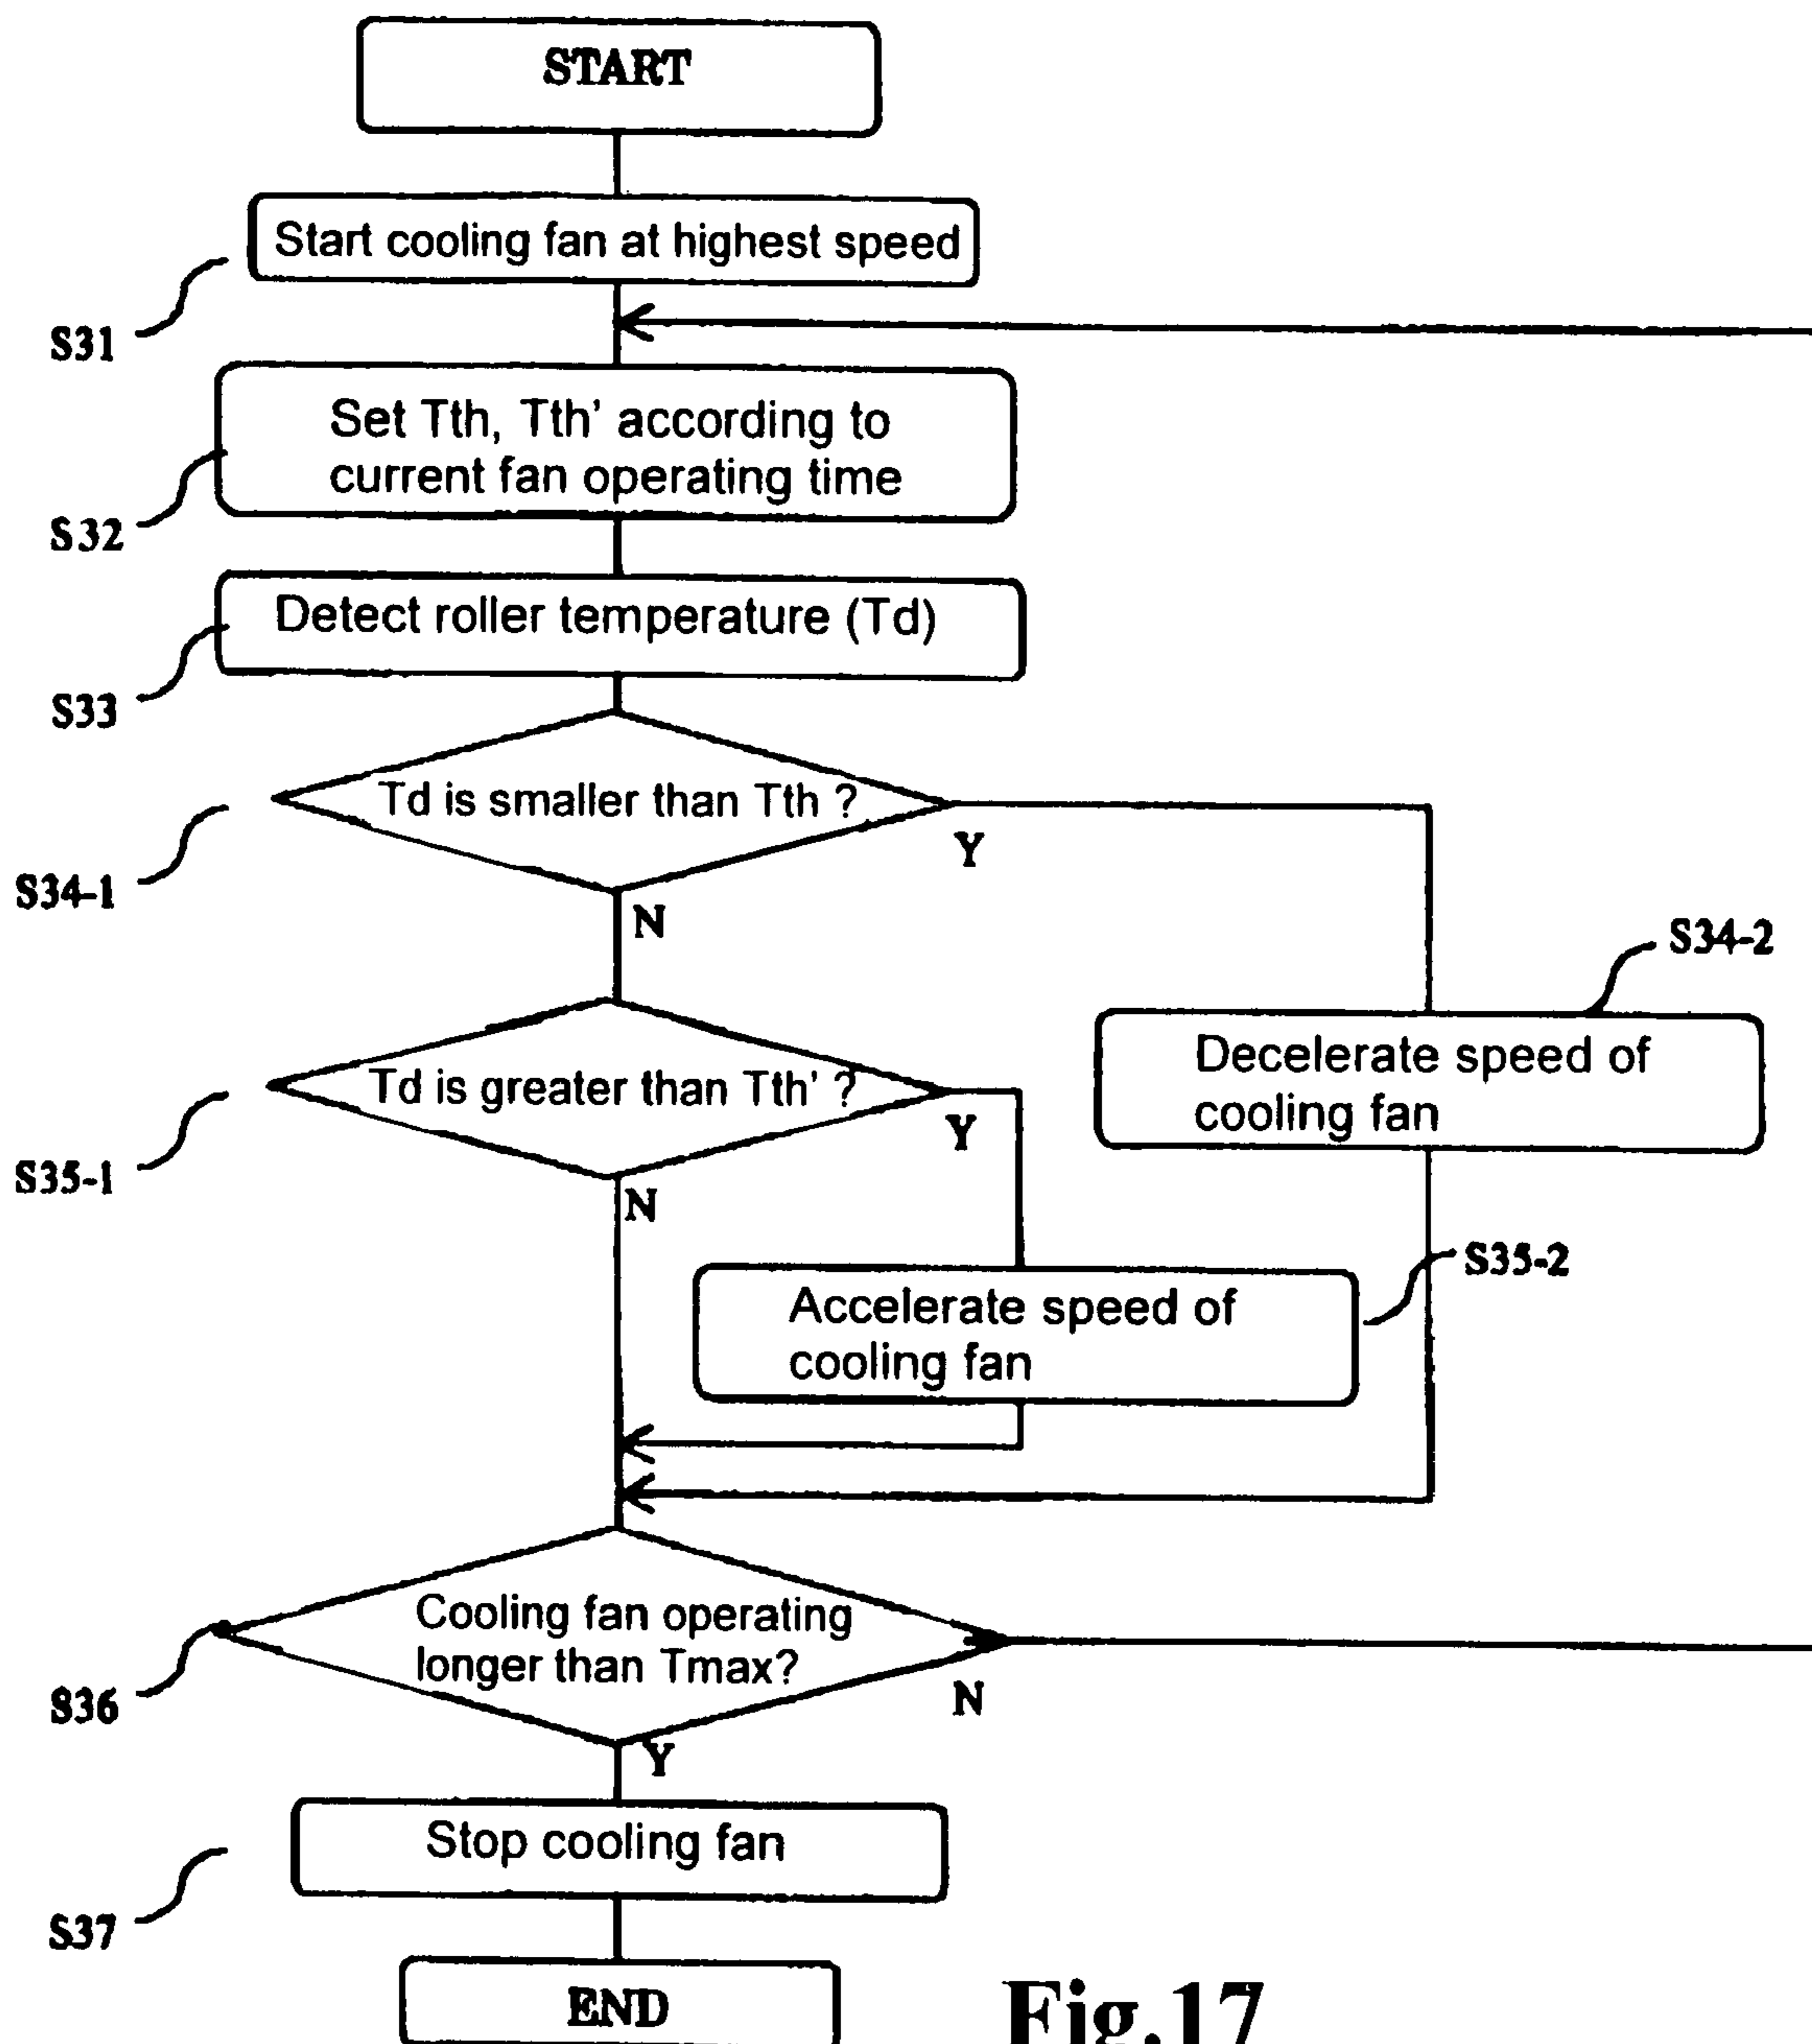 START
Start cooling fan at highest speed
S31
Set Tth, Tth' according to
current fan operating time
S32
Detect roller temperature (Td)
S33
Td is smaller than Tth ?
Y
S34-1
N
S34-2
Decelerate speed of
cooling fan
Td is greater than Tth' ?
Y
S35-1
N
S35-2
Accelerate speed of
cooling fan
Cooling fan operating
longer than Tmax?
S36
N
Y
Stop cooling fan
S37
END
Fig.17